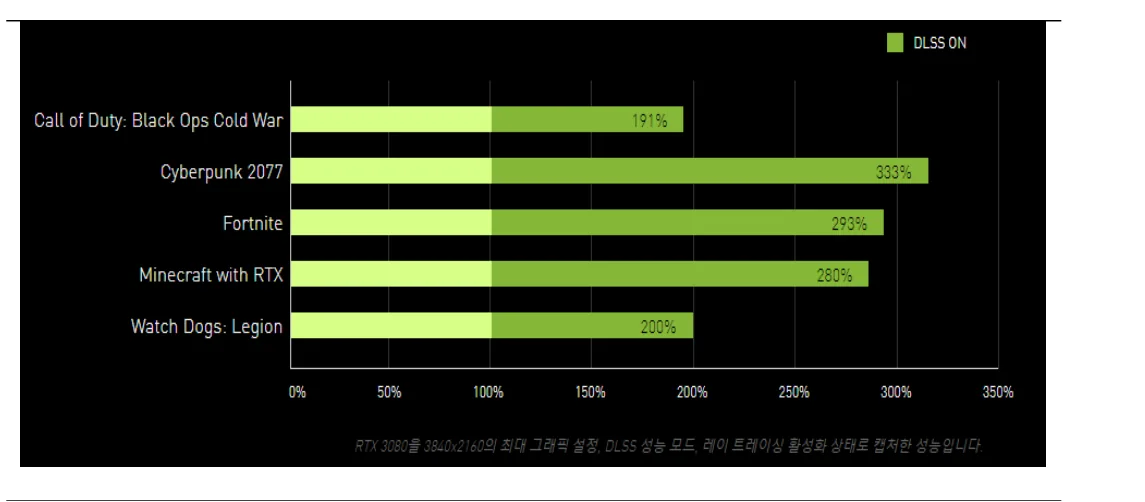 DLSS ON
Call of Duty: Black Ops Cold War
191%
Cyberpunk 2077
333%
Fortnite
293%
Minecraft with RTX
280%
Watch Dogs: Legion
200%
0% 50% 100% 150% 200% 250% 300% 350%
RTX 3080을 3840x2160의 최대 그래픽 설정, DLSS 성능 모드, 레이 트레이싱 활성화 상태로 캡처한 성능입니다.